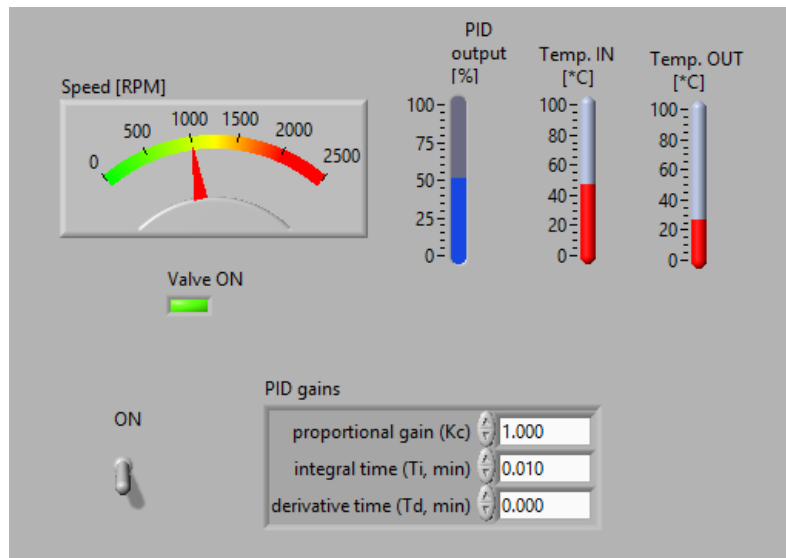 PID
output
[%]
Temp. IN
[*C]
Temp. OUT
[*C]
Speed [RPM]
0
500
1000
1500
2000
2500
100
75
50
25
0
100
80
60
40
20
0
100
80
60
40
20
0
Valve ON
ON
PID gains
proportional gain (Kc) 1.000
integral time (Ti, min) 0.010
derivative time (Td, min) 0.000